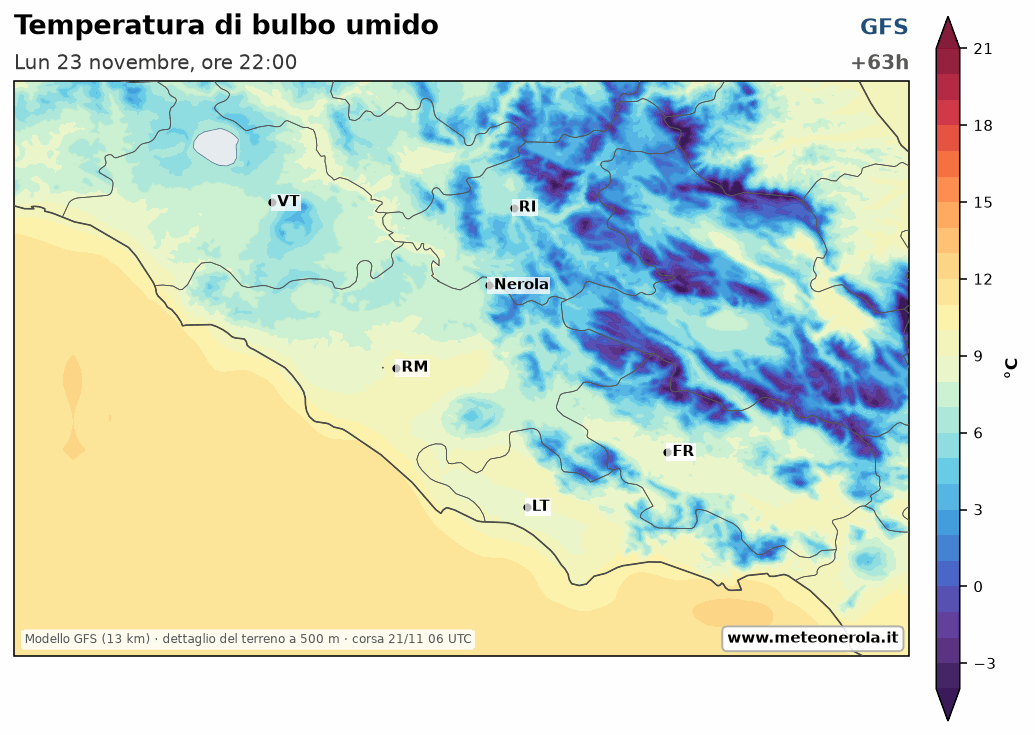 Temperatura di bulbo umido
GFS
Lun 23 novembre, ore 22:00
+63h
VT
RI
Nerola
RM
FR
LT
21
18
15
12
9
6
3
0
−3
°C
Modello GFS (13 km) · dettaglio del terreno a 500 m · corsa 21/11 06 UTC
www.meteonerola.it